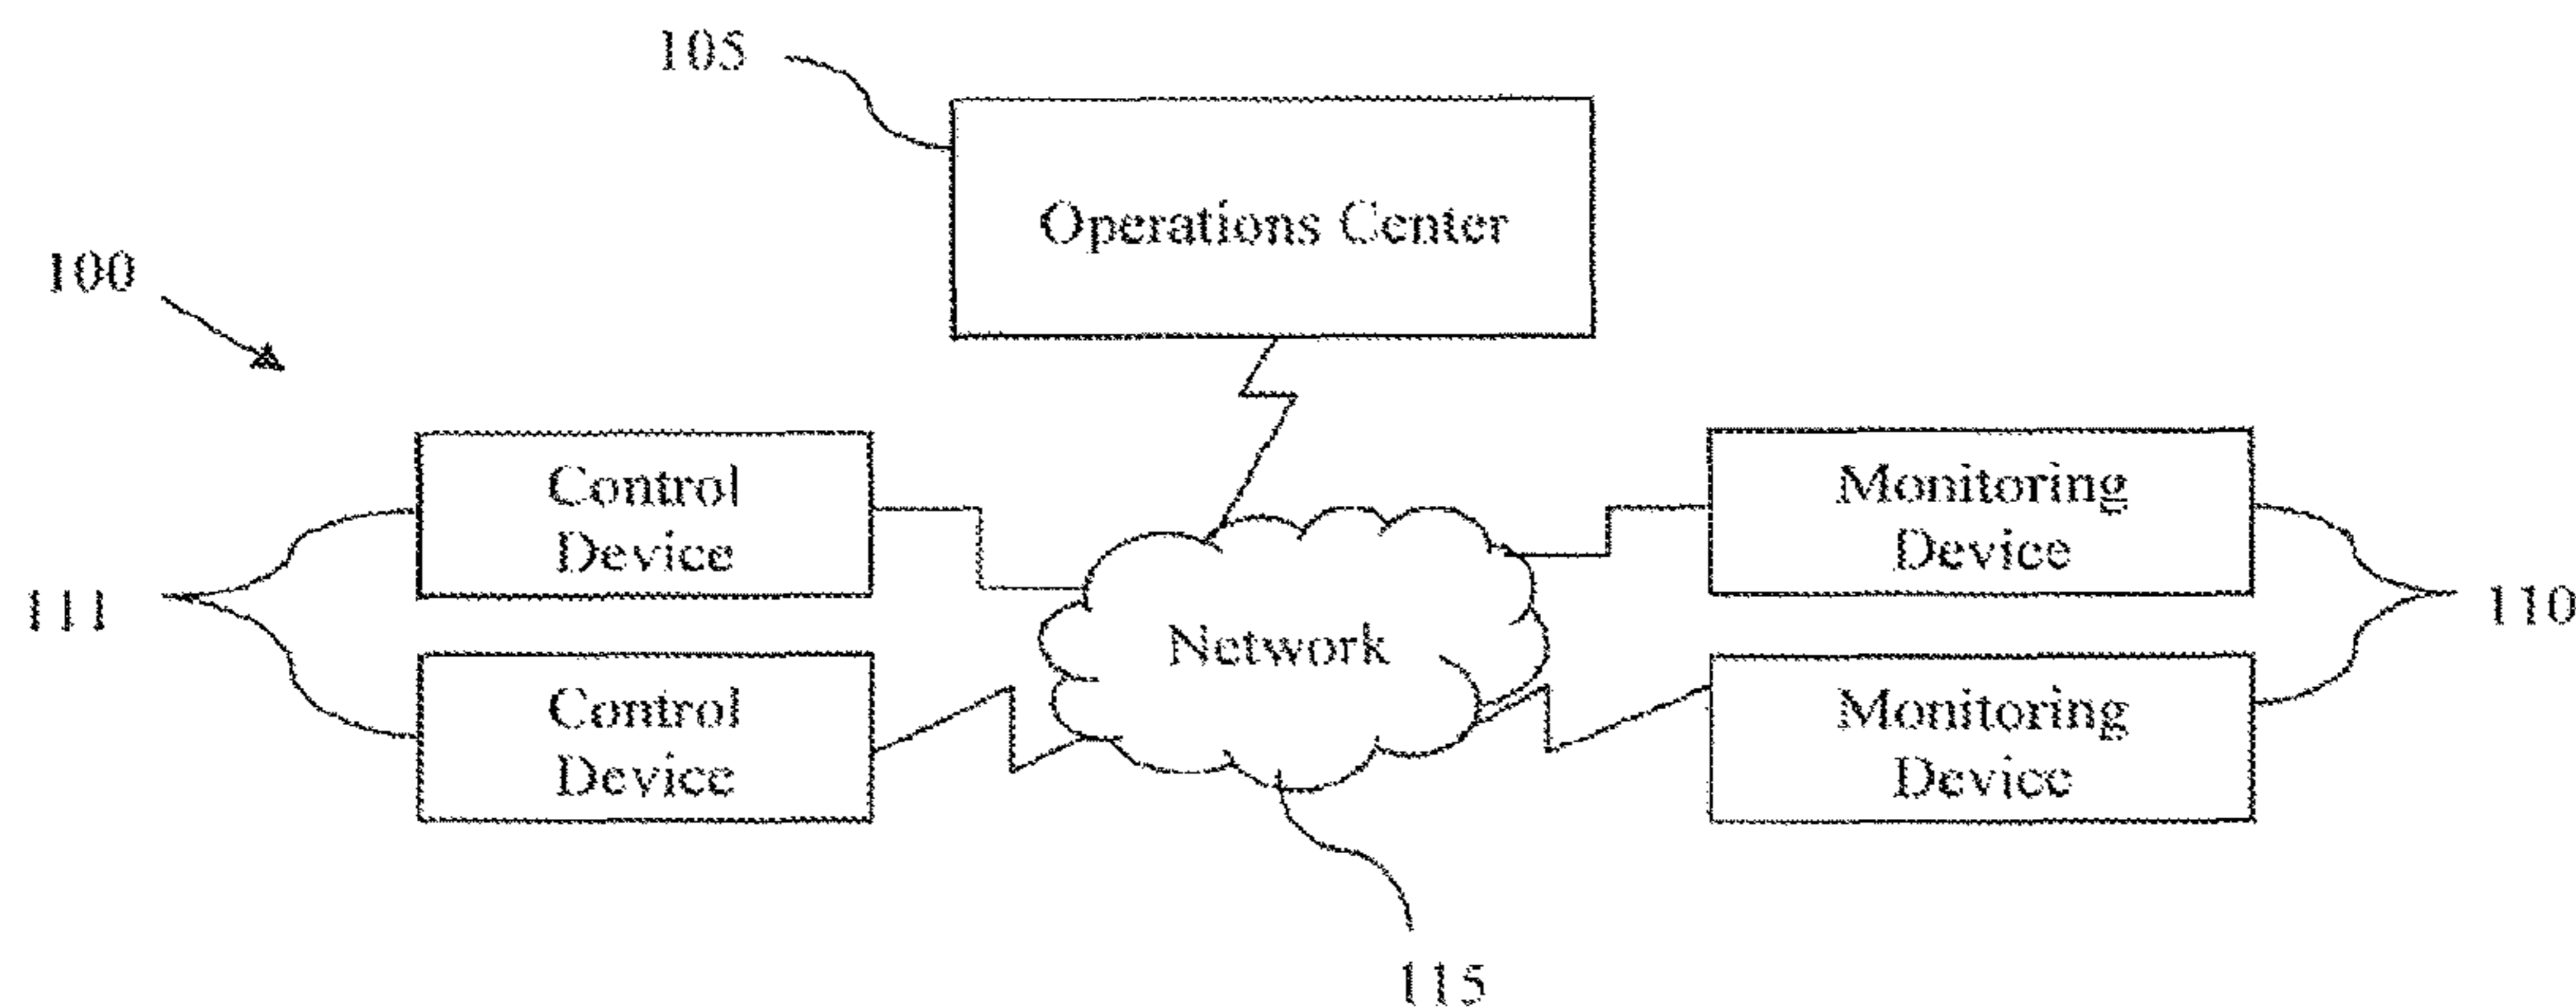 105
Operations Center
100
Control
Device
Monitoring
Device
111
110
Network
Control
Device
Monitoring
Device
115